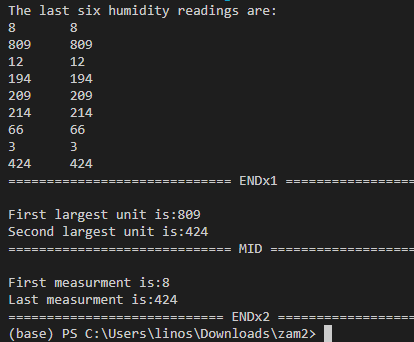 The last six humidity readings are:
8 8
809 809
12 12
194 194
209 209
214 214
66 66
3 3
424 424
============================= ENDx1 =================
First largest unit is:809
Second largest unit is:424
============================= MID ===================
First measurment is:8
Last measurment is:424
============================ ENDx2 ==================
(base) PS C:\Users\linos\Downloads\zam2>